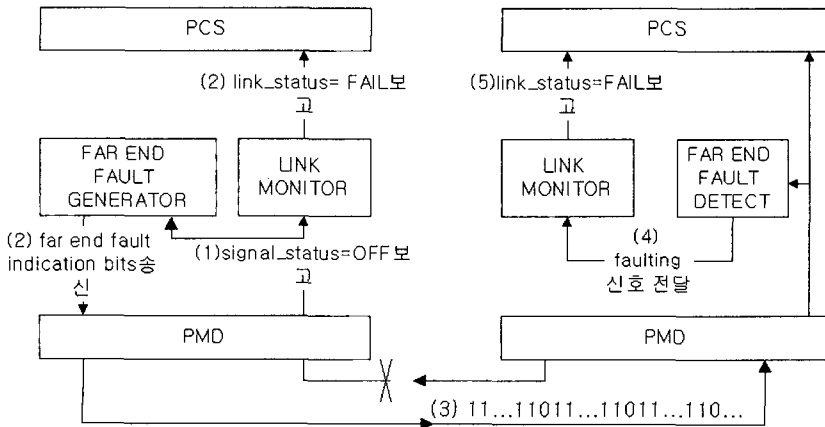 PCS
PCS
(2) link_status= FAIL보
고
(5)link_status=FAIL보
고
FAR END
FAULT
GENERATOR
LINK
MONITOR
LINK
MONITOR
FAR END
FAULT
DETECT
(2) far end fault
indication bits송
신
(1)signal_status=OFF보
고
(4)
faulting
신호 전달
PMD
PMD
(3) 11...11011...11011...110...